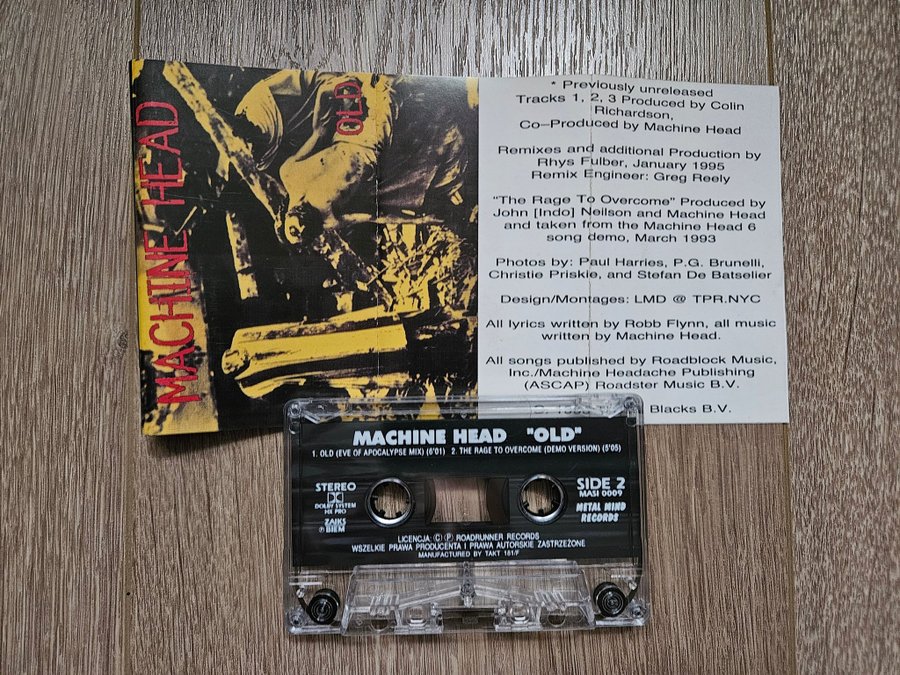 MACHINE HEAD
OLD
* Previously unreleased
Tracks 1, 2, 3 Produced by Colin
Richardson,
Co-Produced by Machine Head
Remixes and additional Production by
Rhys Fulber, January 1995
Remix Engineer: Greg Reely
"The Rage To Overcome" Produced by
John [Indo] Neilson and Machine Head
and taken from the Machine Head 6
song demo, March 1993
Photos by: Paul Harries, P.G. Brunelli,
Christie Priskie, and Stefan De Batselier
Design/Montages: LMD @ TPR.NYC
All lyrics written by Robb Flynn, all music
written by Machine Head.
All songs published by Roadblock Music,
Inc./Machine Headache Publishing
(ASCAP) Roadster Music B.V.
Blacks B.V.
MACHINE HEAD "OLD"
1. OLD (EVE OF APOCALYPSE MIX) (6'01) 2. THE RAGE TO OVERCOME (DEMO VERSION) (5'05)
STEREO
DOLBY SYSTEM
HX PRO
ZAIKS
℗ BIEM
SIDE 2
MASI 0009
METAL MIND
RECORDS
LICENCJA: © ℗ ROADRUNNER RECORDS
WSZELKIE PRAWA PRODUCENTA I PRAWA AUTORSKIE ZASTRZEŻONE
MANUFACTURED BY TAKT 161/F